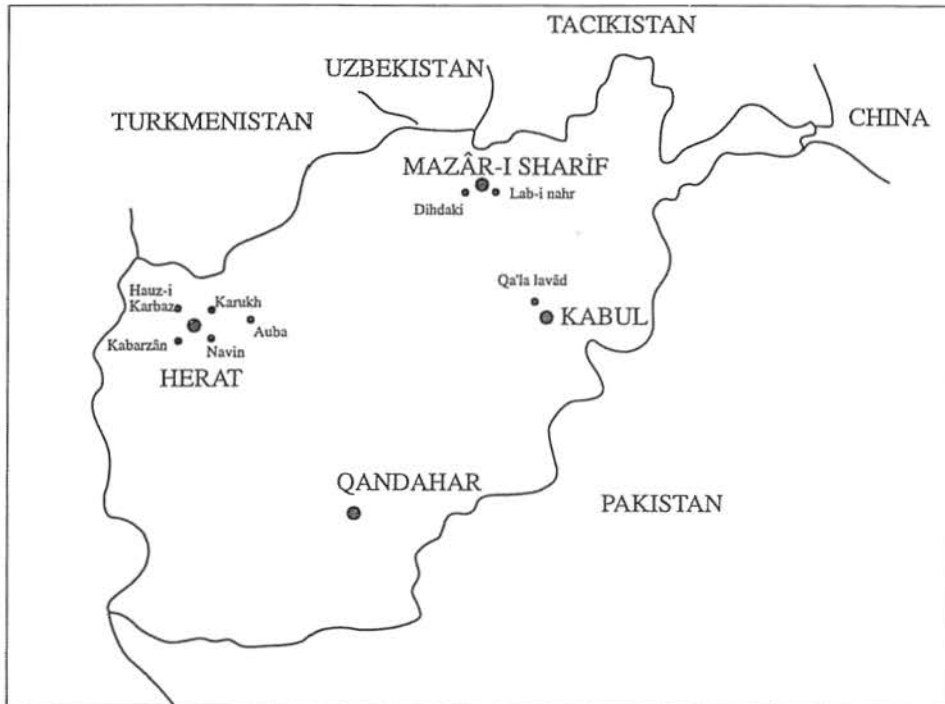 TACIKISTAN
UZBEKISTAN
TURKMENISTAN
CHINA
MAZÂR-I SHARİF
Dihdaki
Lab-i nahr
Qa'la lavâd
KABUL
Hauz-i
Karbaz
Karukh
Auba
Kabarzân
Navin
HERAT
QANDAHAR
PAKISTAN